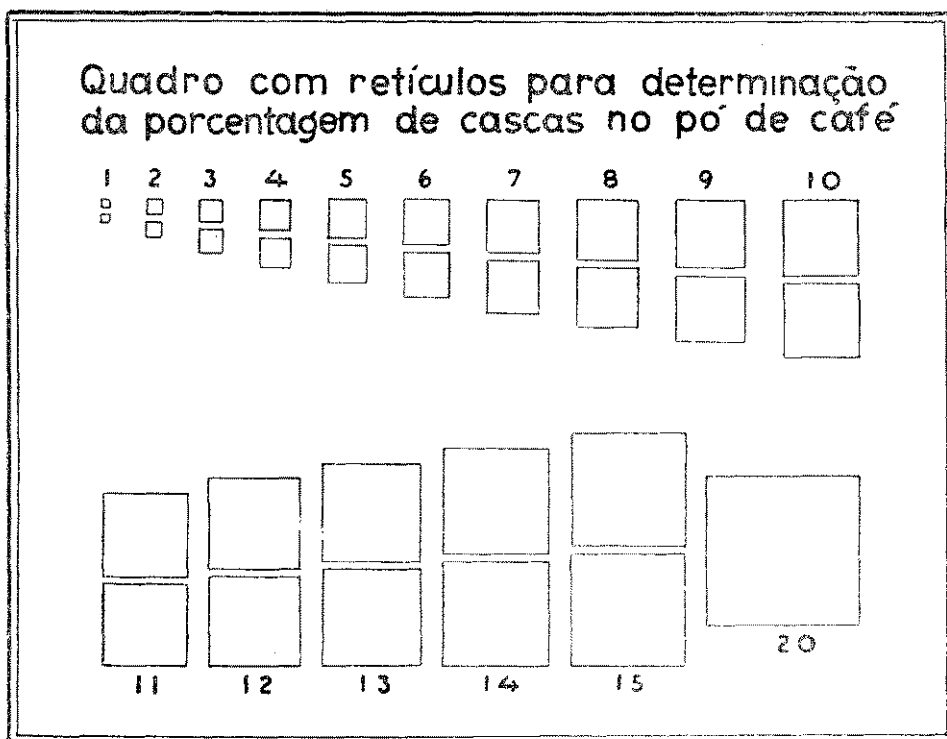 Quadro com retículos para determinação
da porcentagem de cascas no pó de café
1 2 3 4 5 6 7 8 9 10
11 12 13 14 15 20